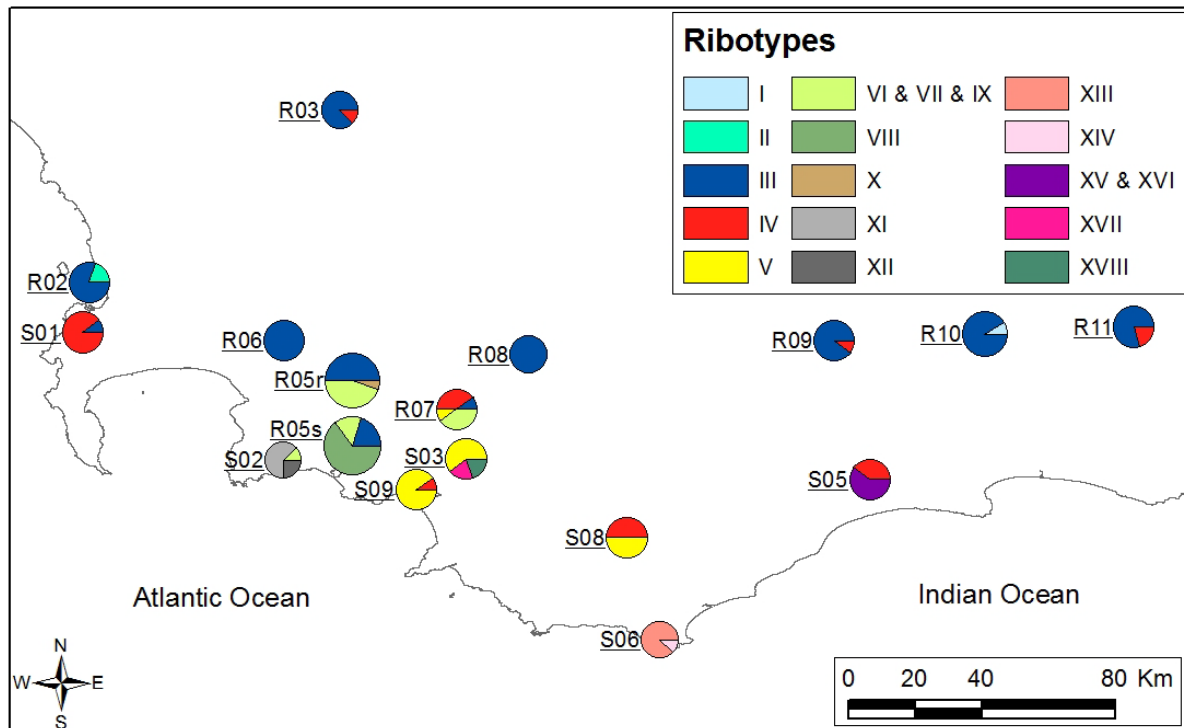 Ribotypes
I
II
III
IV
V
VI & VII & IX
VIII
X
XI
XII
XIII
XIV
XV & XVI
XVII
XVIII
R03
R02
S01
R06
R05r
R05s
S02
R08
R07
S03
S09
R09
R10
R11
S05
S08
S06
Atlantic Ocean
Indian Ocean
N
W E
S
0 20 40 80 Km